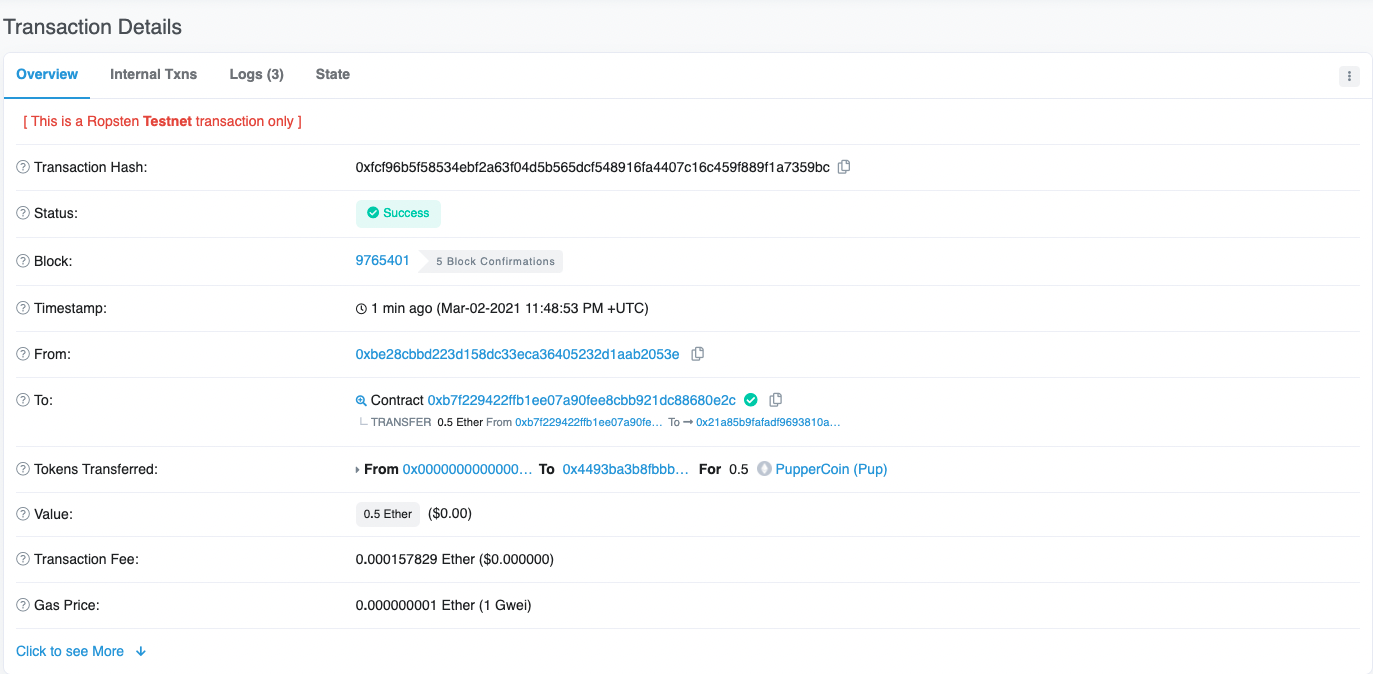 Transaction Details
Overview Internal Txns Logs (3) State
[ This is a Ropsten Testnet transaction only ]
Transaction Hash: 0xfcf96b5f58534ebf2a63f04d5b565dcf548916fa4407c16c459f889f1a7359bc
Status: Success
Block: 9765401 5 Block Confirmations
Timestamp: 1 min ago (Mar-02-2021 11:48:53 PM +UTC)
From: 0xbe28cbbd223d158dc33eca36405232d1aab2053e
To: Contract 0xb7f229422ffb1ee07a90fee8cbb921dc88680e2c
TRANSFER 0.5 Ether From 0xb7f229422ffb1ee07a90fe... To → 0x21a85b9fafadf9693810a...
Tokens Transferred: From 0x0000000000000... To 0x4493ba3b8fbbb... For 0.5 PupperCoin (Pup)
Value: 0.5 Ether ($0.00)
Transaction Fee: 0.000157829 Ether ($0.000000)
Gas Price: 0.000000001 Ether (1 Gwei)
Click to see More ↓